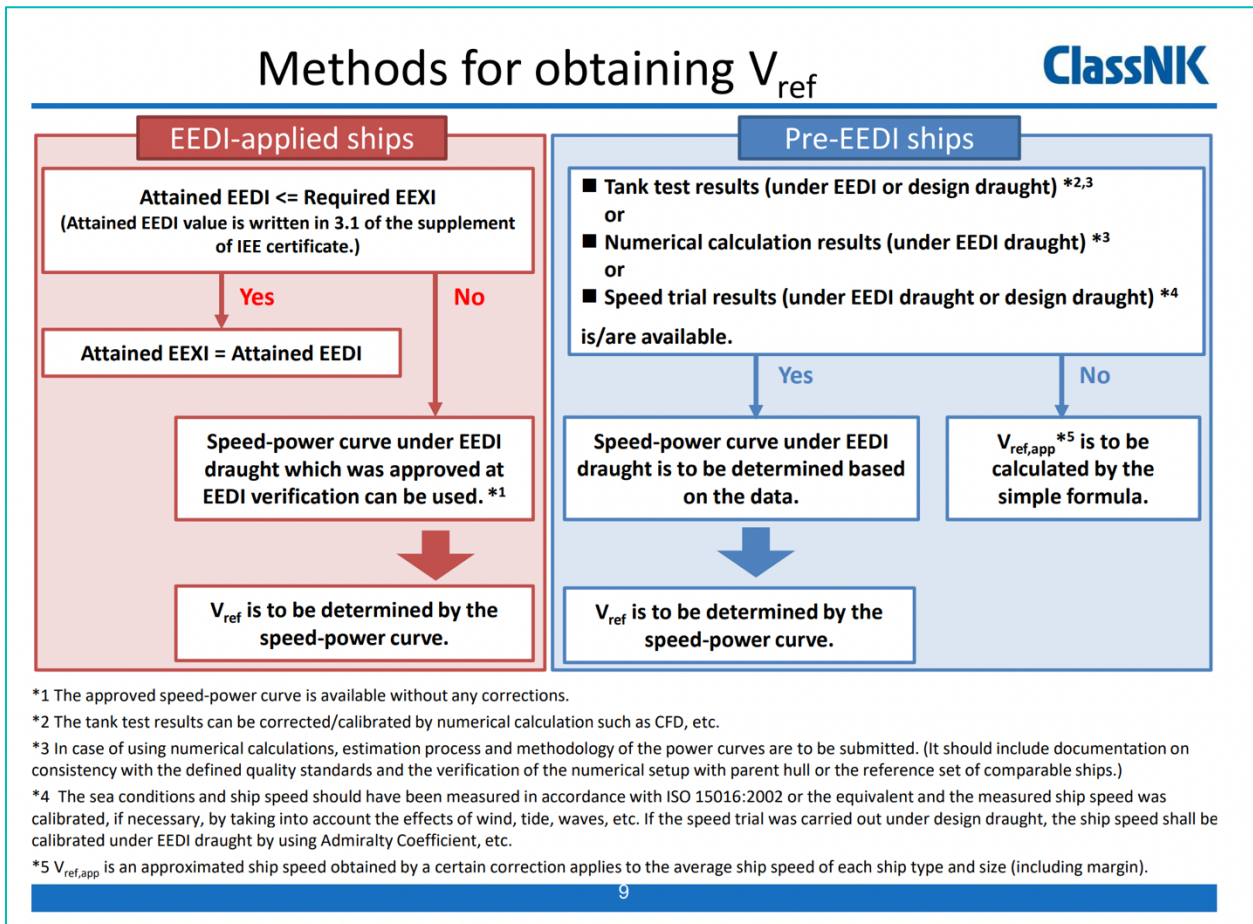 Methods for obtaining Vref
ClassNK
EEDI-applied ships
Attained EEDI <= Required EEXI
(Attained EEDI value is written in 3.1 of the supplement
of IEE certificate.)
Yes
No
Attained EEXI = Attained EEDI
Speed-power curve under EEDI
draught which was approved at
EEDI verification can be used. *1
Vref is to be determined by the
speed-power curve.
Pre-EEDI ships
■ Tank test results (under EEDI or design draught) *2,3
or
■ Numerical calculation results (under EEDI draught) *3
or
■ Speed trial results (under EEDI draught or design draught) *4
is/are available.
Yes
No
Speed-power curve under EEDI
draught is to be determined based
on the data.
Vref,app*5 is to be
calculated by the
simple formula.
Vref is to be determined by the
speed-power curve.
*1 The approved speed-power curve is available without any corrections.
*2 The tank test results can be corrected/calibrated by numerical calculation such as CFD, etc.
*3 In case of using numerical calculations, estimation process and methodology of the power curves are to be submitted. (It should include documentation on
consistency with the defined quality standards and the verification of the numerical setup with parent hull or the reference set of comparable ships.)
*4 The sea conditions and ship speed should have been measured in accordance with ISO 15016:2002 or the equivalent and the measured ship speed was
calibrated, if necessary, by taking into account the effects of wind, tide, waves, etc. If the speed trial was carried out under design draught, the ship speed shall be
calibrated under EEDI draught by using Admiralty Coefficient, etc.
*5 Vref,app is an approximated ship speed obtained by a certain correction applies to the average ship speed of each ship type and size (including margin).
9